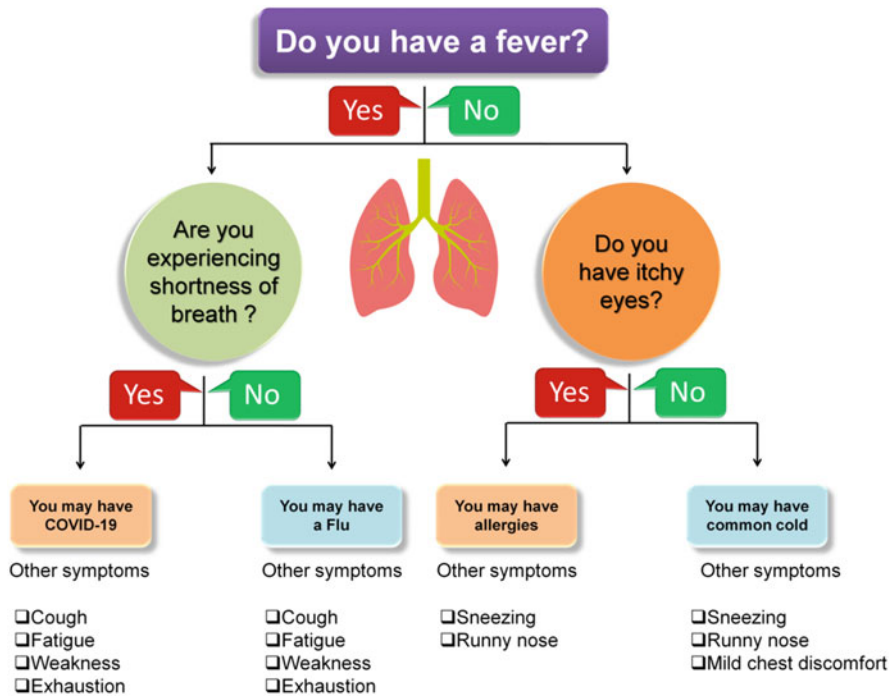 Do you have a fever?
Yes
No
Are you
experiencing
shortness of
breath ?
Do you
have itchy
eyes?
Yes
No
Yes
No
You may have
COVID-19
You may have
a Flu
You may have
allergies
You may have
common cold
Other symptoms
Other symptoms
Other symptoms
Other symptoms
❑Cough
❑Fatigue
❑Weakness
❑Exhaustion
❑Cough
❑Fatigue
❑Weakness
❑Exhaustion
❑Sneezing
❑Runny nose
❑Sneezing
❑Runny nose
❑Mild chest discomfort